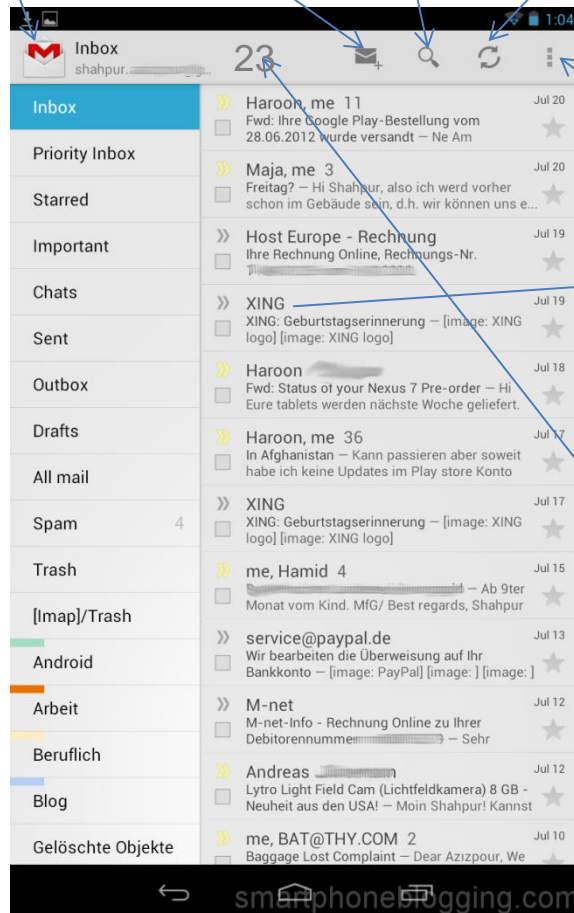 1:04
Inbox
shahpur.
23
Inbox
Priority Inbox
Starred
Important
Chats
Sent
Outbox
Drafts
All mail
Spam 4
Trash
[Imap]/Trash
Android
Arbeit
Beruflich
Blog
Gelöschte Objekte
Haroon, me 11 Jul 20
Fwd: Ihre Google Play-Bestellung vom
28.06.2012 wurde versandt – Ne Am
Maja, me 3 Jul 20
Freitag? – Hi Shahpur, also ich werd vorher
schon im Gebäude sein, d.h. wir können uns e...
Host Europe - Rechnung Jul 19
Ihre Rechnung Online, Rechnungs-Nr.
XING Jul 19
XING: Geburtstagserinnerung – [image: XING
logo] [image: XING logo]
Haroon Jul 18
Fwd: Status of your Nexus 7 Pre-order – Hi
Eure tablets werden nächste Woche geliefert.
Haroon, me 36 Jul 17
In Afghanistan – Kann passieren aber soweit
habe ich keine Updates im Play store Konto
XING Jul 17
XING: Geburtstagserinnerung – [image: XING
logo] [image: XING logo]
me, Hamid 4 Jul 15
– Ab 9ter
Monat vom Kind. MfG/ Best regards, Shahpur
service@paypal.de Jul 13
Wir bearbeiten die Überweisung auf Ihr
Bankkonto – [image: PayPal] [image: ] [image: ]
M-net Jul 12
M-net-Info - Rechnung Online zu Ihrer
Debitorennummer – Sehr
Andreas Jul 12
Lytro Light Field Cam (Lichtfeldkamera) 8 GB -
Neuheit aus den USA! – Moin Shahpur! Kannst
me, BAT@THY.COM 2 Jul 10
Baggage Lost Complaint – Dear Azızpour, We
smartphoneblogging.com